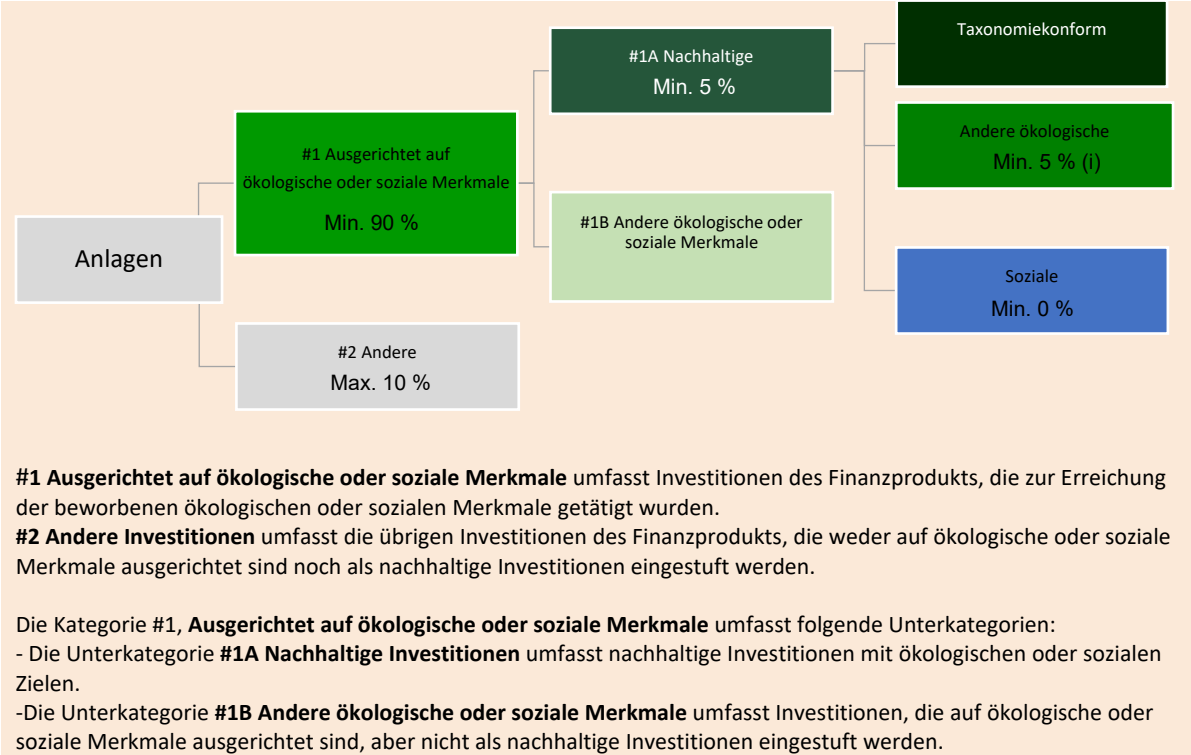 Anlagen
#1 Ausgerichtet auf
ökologische oder soziale Merkmale
Min. 90 %
#2 Andere
Max. 10 %
#1A Nachhaltige
Min. 5 %
#1B Andere ökologische oder
soziale Merkmale
Taxonomiekonform
Andere ökologische
Min. 5 % (i)
Soziale
Min. 0 %
#1 Ausgerichtet auf ökologische oder soziale Merkmale umfasst Investitionen des Finanzprodukts, die zur Erreichung
der beworbenen ökologischen oder sozialen Merkmale getätigt wurden.
#2 Andere Investitionen umfasst die übrigen Investitionen des Finanzprodukts, die weder auf ökologische oder soziale
Merkmale ausgerichtet sind noch als nachhaltige Investitionen eingestuft werden.
Die Kategorie #1, Ausgerichtet auf ökologische oder soziale Merkmale umfasst folgende Unterkategorien:
- Die Unterkategorie #1A Nachhaltige Investitionen umfasst nachhaltige Investitionen mit ökologischen oder sozialen
Zielen.
-Die Unterkategorie #1B Andere ökologische oder soziale Merkmale umfasst Investitionen, die auf ökologische oder
soziale Merkmale ausgerichtet sind, aber nicht als nachhaltige Investitionen eingestuft werden.